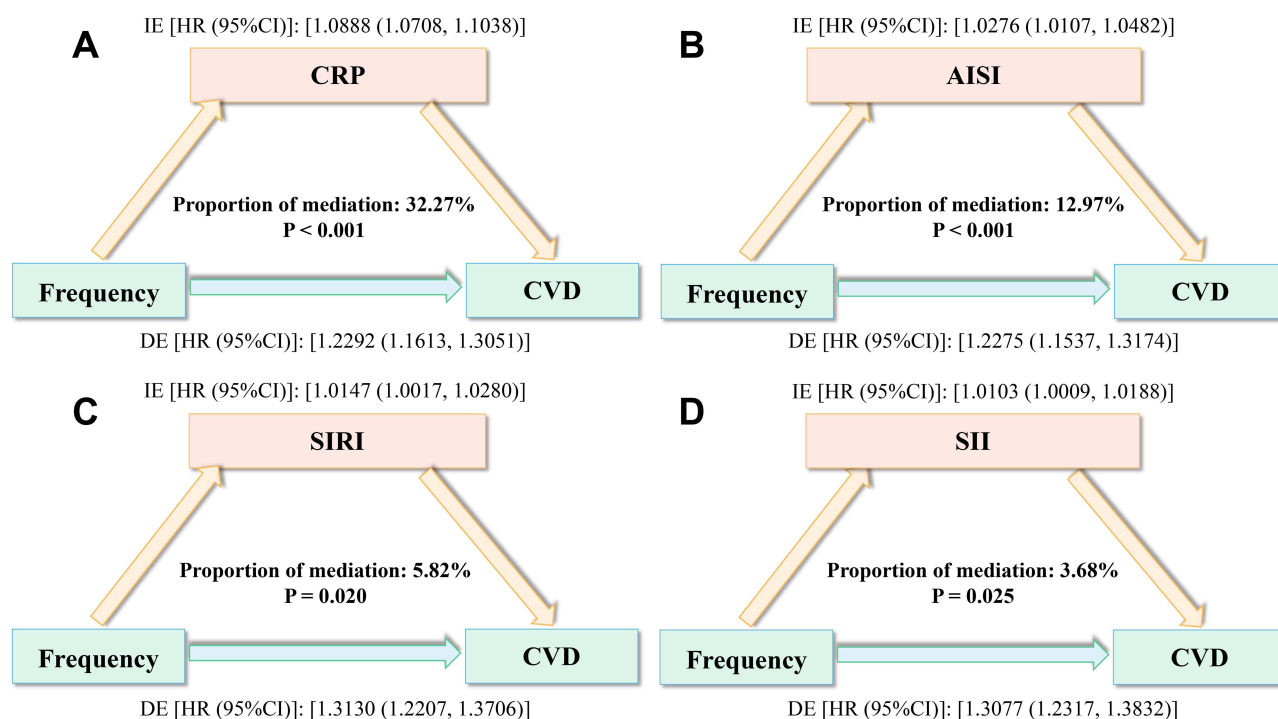 A
IE [HR (95%CI)]: [1.0888 (1.0708, 1.1038)]
CRP
Proportion of mediation: 32.27%
P < 0.001
Frequency
CVD
DE [HR (95%CI)]: [1.2292 (1.1613, 1.3051)]
B
IE [HR (95%CI)]: [1.0276 (1.0107, 1.0482)]
AISI
Proportion of mediation: 12.97%
P < 0.001
Frequency
CVD
DE [HR (95%CI)]: [1.2275 (1.1537, 1.3174)]
C
IE [HR (95%CI)]: [1.0147 (1.0017, 1.0280)]
SIRI
Proportion of mediation: 5.82%
P = 0.020
Frequency
CVD
DE [HR (95%CI)]: [1.3130 (1.2207, 1.3706)]
D
IE [HR (95%CI)]: [1.0103 (1.0009, 1.0188)]
SII
Proportion of mediation: 3.68%
P = 0.025
Frequency
CVD
DE [HR (95%CI)]: [1.3077 (1.2317, 1.3832)]